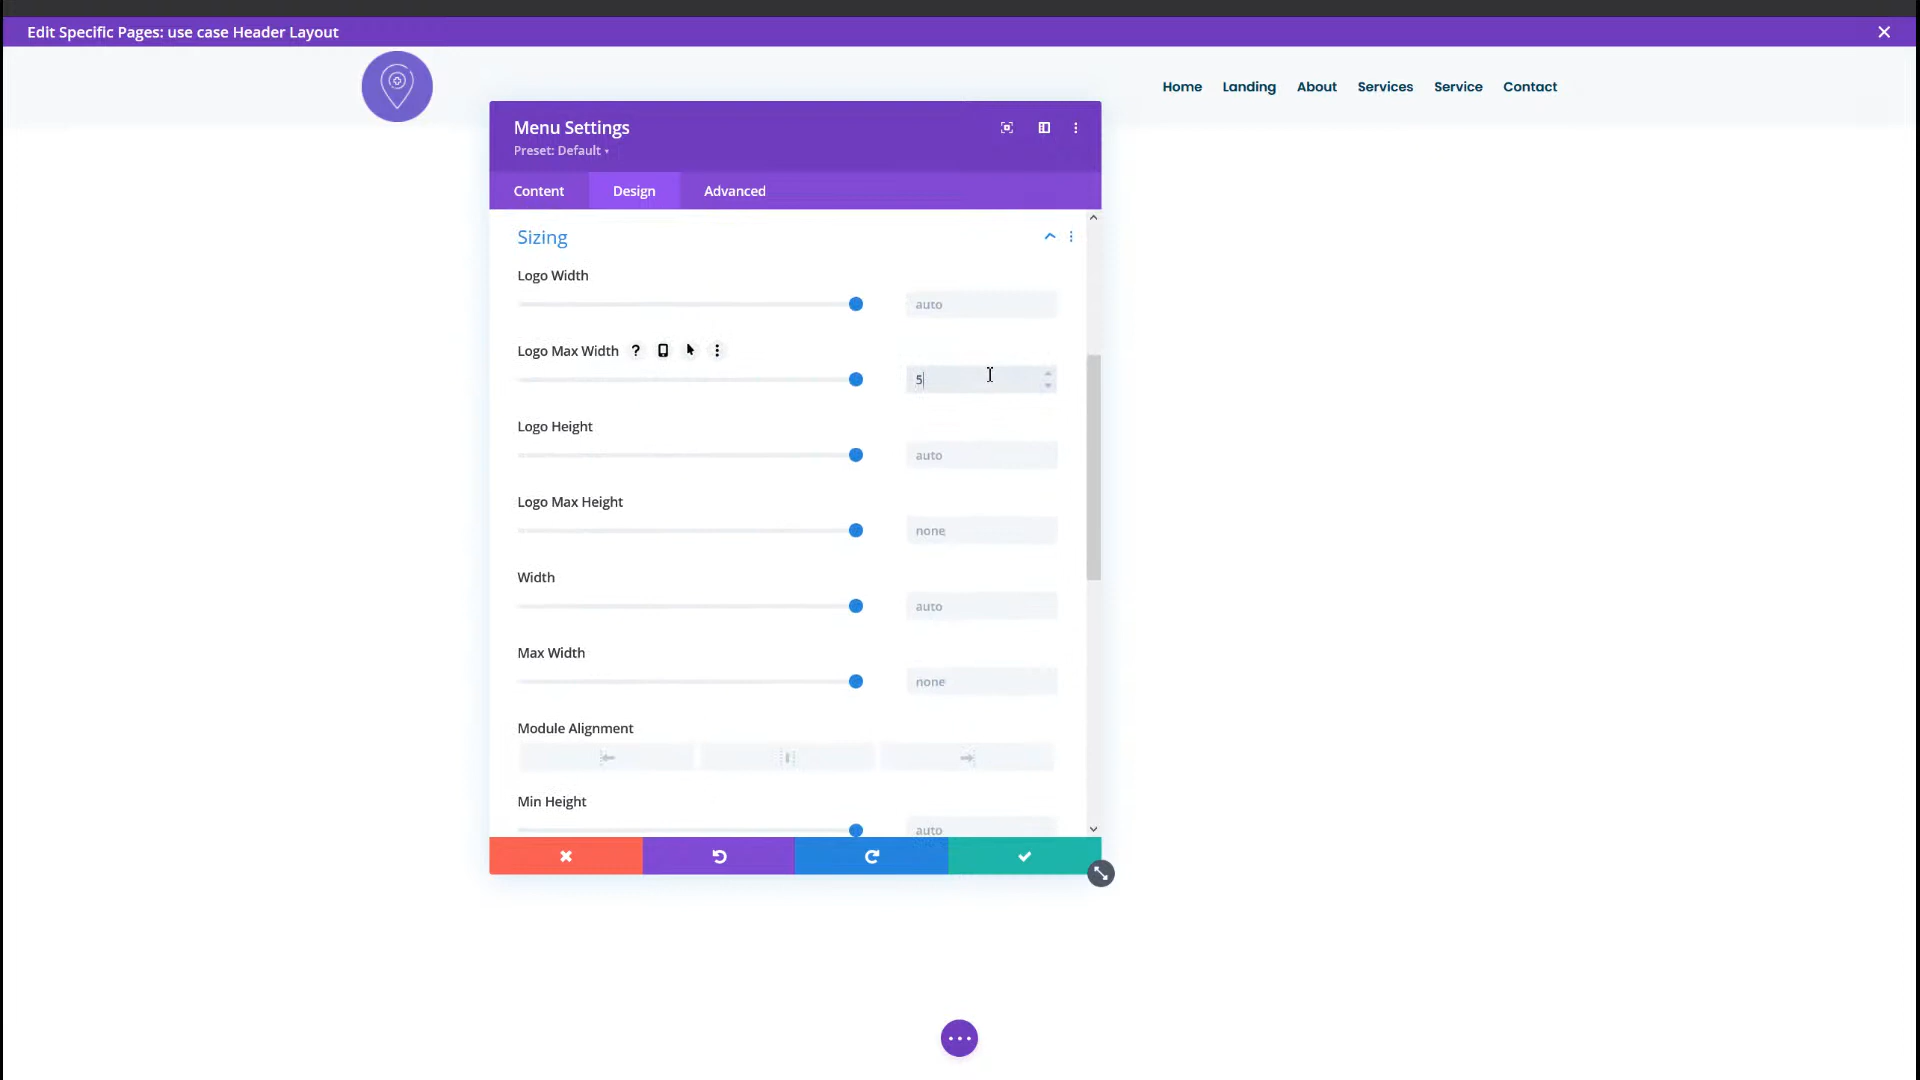 Edit Specific Pages: use case Header Layout
Home Landing About Services Service Contact
Menu Settings
Preset: Default
Content Design Advanced
Sizing
Logo Width
auto
Logo Max Width ?
5
Logo Height
auto
Logo Max Height
none
Width
auto
Max Width
none
Module Alignment
Min Height
auto